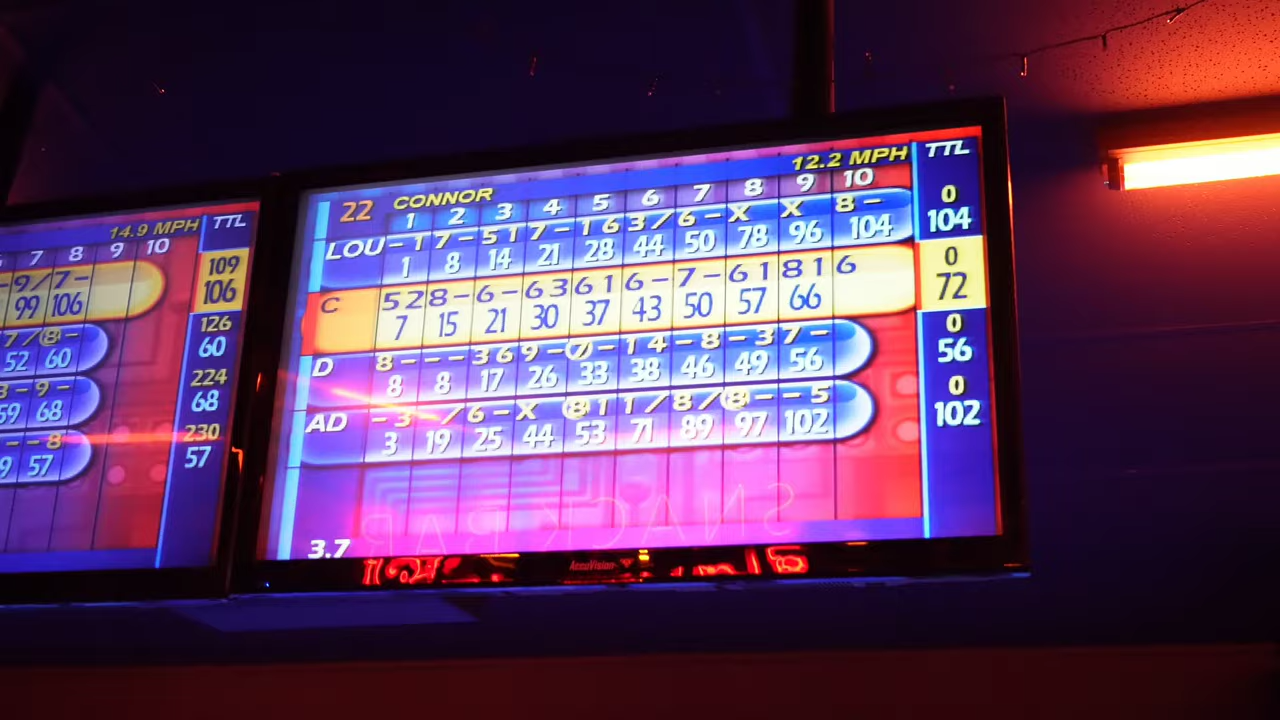 14.9 MPH TTL
7 8 9 10
- 9 / 7 - 109
99 106 106
7 / 8 - 126
52 60 60
- 9 - 224
68 68
- - 8 230
57 57
22 CONNOR 12.2 MPH TTL
1 2 3 4 5 6 7 8 9 10
LOU - 1 7 - 5 1 7 - 1 6 3 / 6 - X X 8 - 0
1 8 14 21 28 44 50 78 96 104 104
C 5 2 8 - 6 - 6 3 6 1 6 - 7 - 6 1 8 1 6 0
7 15 21 30 37 43 50 57 66 72
D 8 - - - 3 6 9 - 7 - 1 4 - 8 - 3 7 - 0
8 8 17 26 33 38 46 49 56 56
AD - 3 - / 6 - X 8 1 1 / 8 / 8 - - 5 0
3 19 25 44 53 71 89 97 102 102
SNACK BAR
3.7
AccuVision